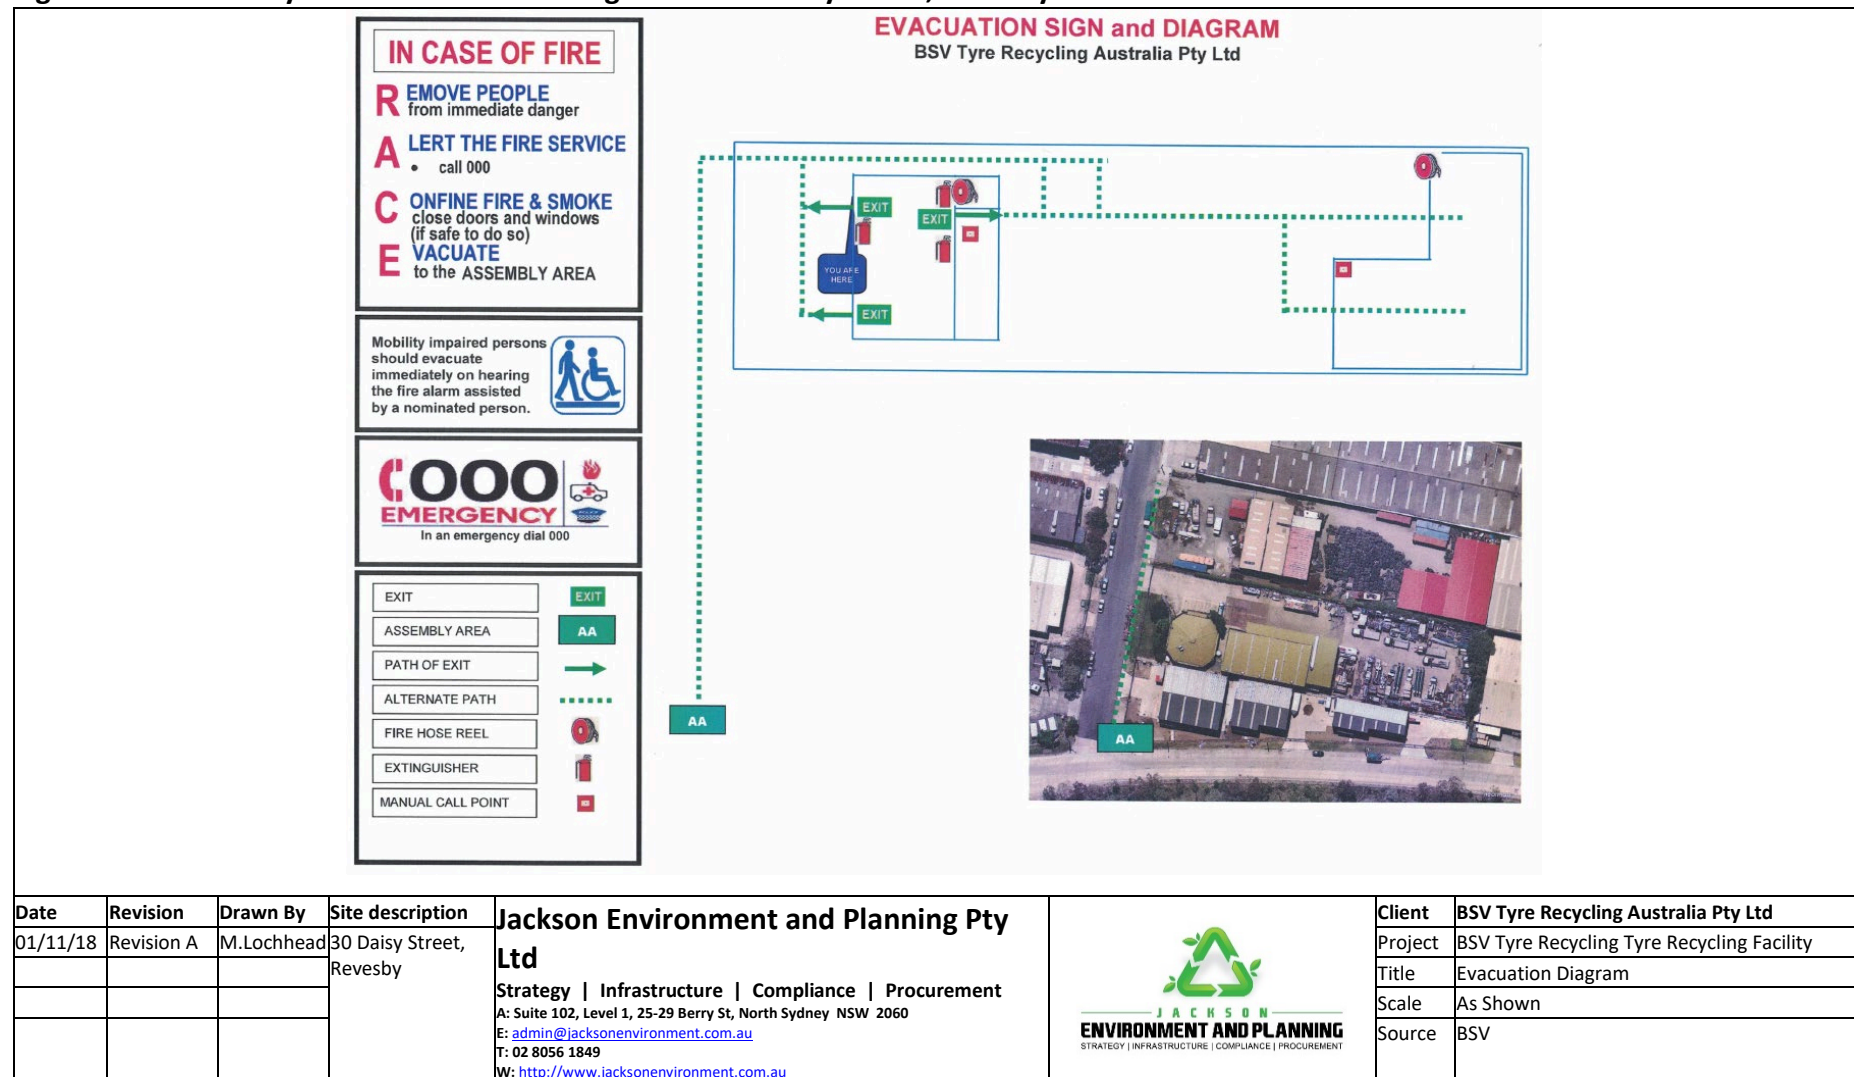 EVACUATION SIGN and DIAGRAM
BSV Tyre Recycling Australia Pty Ltd
IN CASE OF FIRE
REMOVE PEOPLE
from immediate danger
ALERT THE FIRE SERVICE
• call 000
CONFINE FIRE & SMOKE
close doors and windows
(if safe to do so)
EVACUATE
to the ASSEMBLY AREA
Mobility impaired persons
should evacuate
immediately on hearing
the fire alarm assisted
by a nominated person.
000
EMERGENCY
In an emergency dial 000
EXIT EXIT
ASSEMBLY AREA AA
PATH OF EXIT
ALTERNATE PATH
FIRE HOSE REEL
EXTINGUISHER
MANUAL CALL POINT
EXIT
EXIT
YOU ARE
HERE
EXIT
AA
AA
Date Revision Drawn By Site description
01/11/18 Revision A M.Lochhead 30 Daisy Street,
Revesby
Jackson Environment and Planning Pty
Ltd
Strategy | Infrastructure | Compliance | Procurement
A: Suite 102, Level 1, 25-29 Berry St, North Sydney NSW 2060
E: admin@jacksonenvironment.com.au
T: 02 8056 1849
W: http://www.jacksonenvironment.com.au
JACKSON
ENVIRONMENT AND PLANNING
STRATEGY | INFRASTRUCTURE | COMPLIANCE | PROCUREMENT
Client BSV Tyre Recycling Australia Pty Ltd
Project BSV Tyre Recycling Tyre Recycling Facility
Title Evacuation Diagram
Scale As Shown
Source BSV